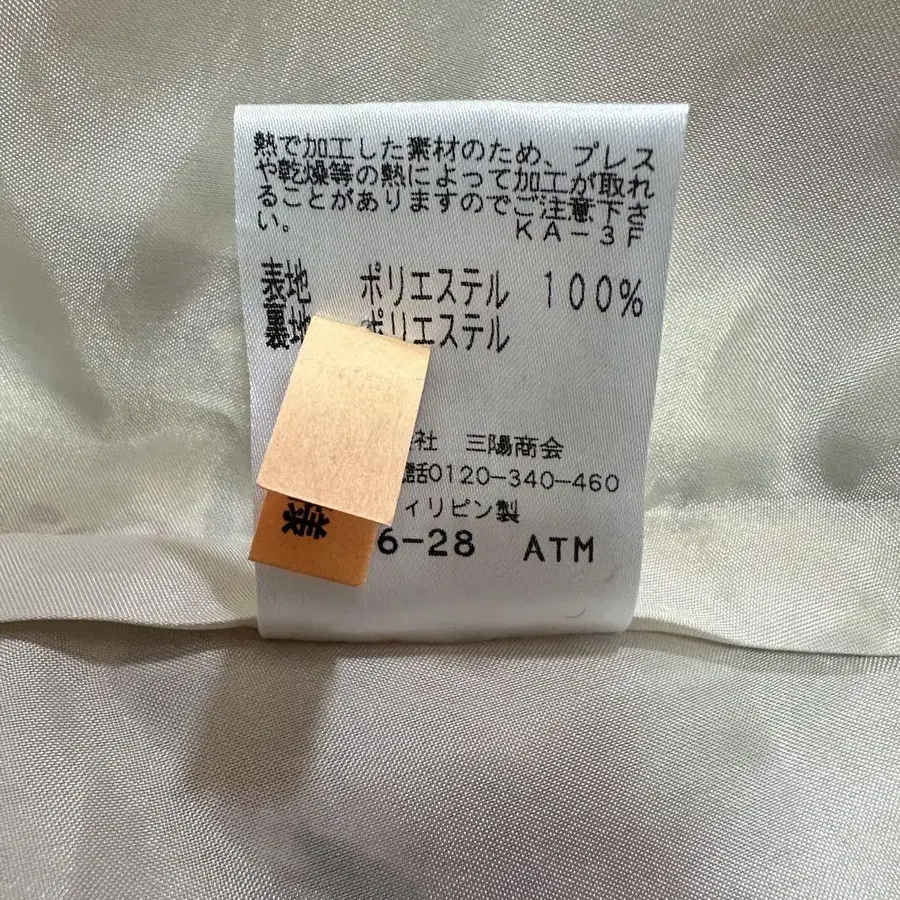 熱で加工した素材のため、プレス
や乾燥等の熱によって加工が取れ
ることがありますのでご注意下さ
い。 KA-3F
表地 ポリエステル 100%
裏地 ポリエステル
社 三陽商会
電話0120-340-460
ィリピン製
6-28 ATM